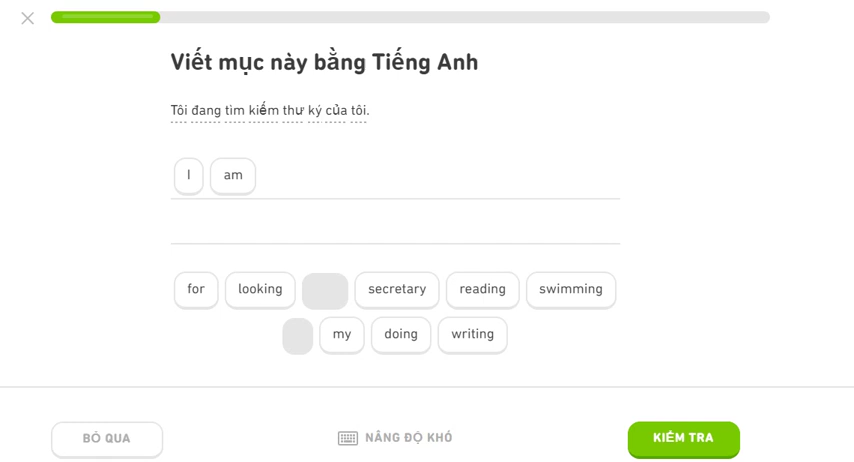 Viết mục này bằng Tiếng Anh
Tôi đang tìm kiếm thư ký của tôi.
I am
for looking secretary reading swimming
my doing writing
BỎ QUA NÂNG ĐỘ KHÓ KIỂM TRA